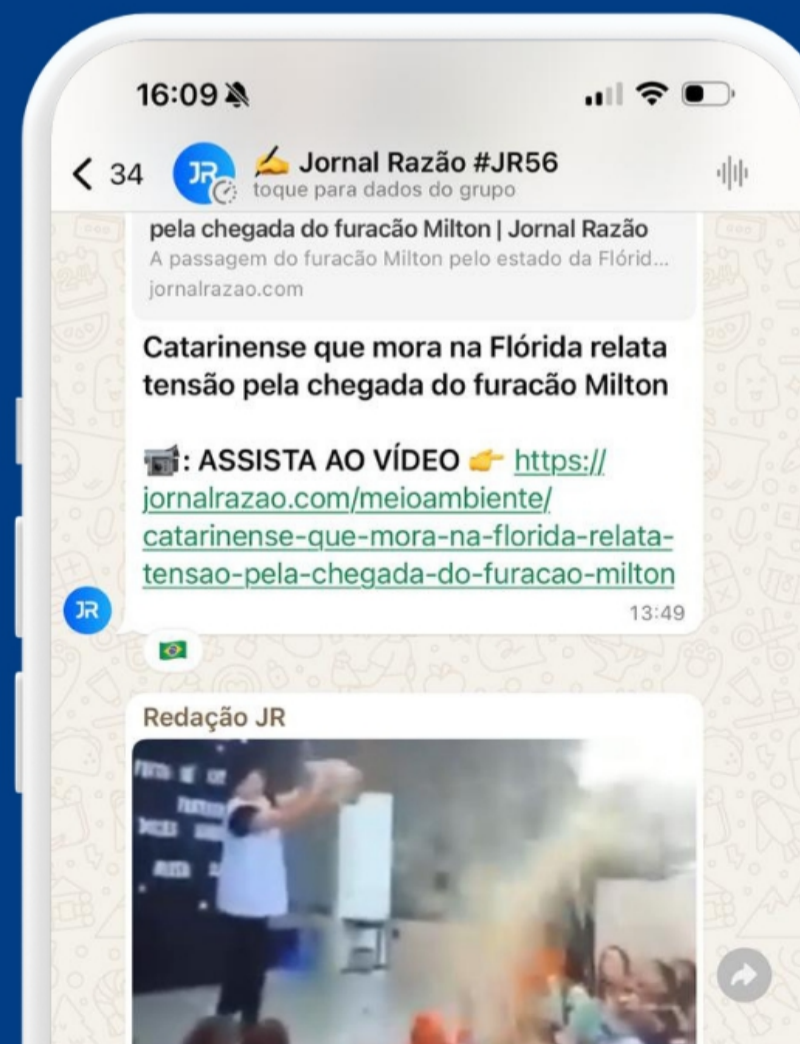 16:09
34
JR
Jornal Razão #JR56
toque para dados do grupo
pela chegada do furacão Milton | Jornal Razão
A passagem do furacão Milton pelo estado da Flórid...
jornalrazao.com
Catarinense que mora na Flórida relata
tensão pela chegada do furacão Milton
: ASSISTA AO VÍDEO 👉 https://
jornalrazao.com/meioambiente/
catarinense-que-mora-na-florida-relata-
tensao-pela-chegada-do-furacao-milton
13:49
JR
Redação JR